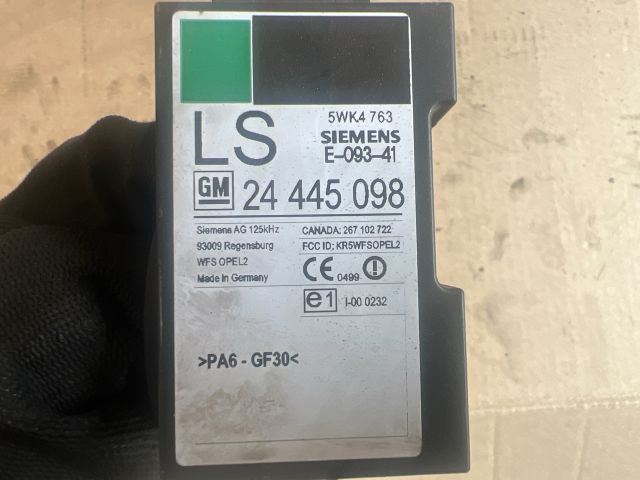 LS
5WK4 763
SIEMENS
E-093-41
GM 24 445 098
Siemens AG 125kHz
93009 Regensburg
WFS OPEL2
Made in Germany
CANADA: 267 102 722
FCC ID: KR5WFSOPEL2
CE 0499
e1 I-00 0232
>PA6 - GF30<